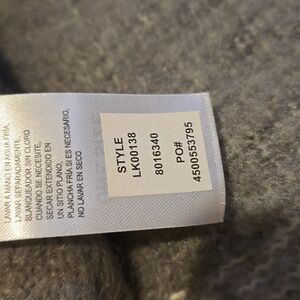 LAVAR A MANO EN AGUA FRÍA,
LAVAR SEPARADAMENTE,
BLANQUEADOR SIN CLORO
CUANDO SE NECESITE,
SECAR EXTENDIDO EN
UN SITIO PLANO,
PLANCHA FRÍA SI ES NECESARIO,
NO LAVAR EN SECO
STYLE
LK00138
8016340
PO#
4500553795